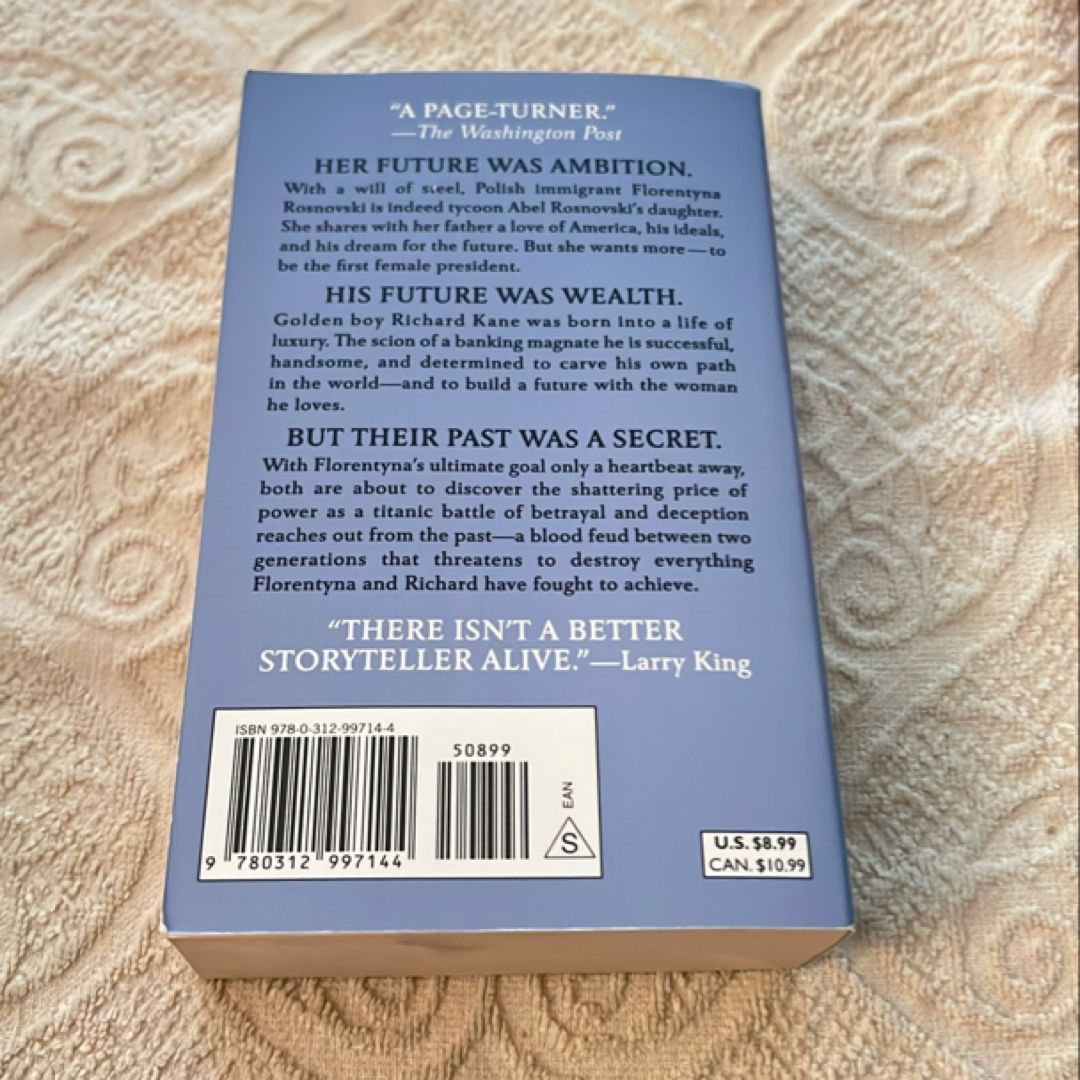 “A PAGE-TURNER.”
—The Washington Post
HER FUTURE WAS AMBITION.
With a will of steel, Polish immigrant Florentyna
Rosnovski is indeed tycoon Abel Rosnovski’s daughter.
She shares with her father a love of America, his ideals,
and his dream for the future. But she wants more—to
be the first female president.
HIS FUTURE WAS WEALTH.
Golden boy Richard Kane was born into a life of
luxury. The scion of a banking magnate he is successful,
handsome, and determined to carve his own path
in the world—and to build a future with the woman
he loves.
BUT THEIR PAST WAS A SECRET.
With Florentyna’s ultimate goal only a heartbeat away,
both are about to discover the shattering price of
power as a titanic battle of betrayal and deception
reaches out from the past—a blood feud between two
generations that threatens to destroy everything
Florentyna and Richard have fought to achieve.
“THERE ISN’T A BETTER
STORYTELLER ALIVE.”—Larry King
ISBN 978-0-312-99714-4
50899
9 780312 997144
EAN
S
U.S. $8.99
CAN. $10.99